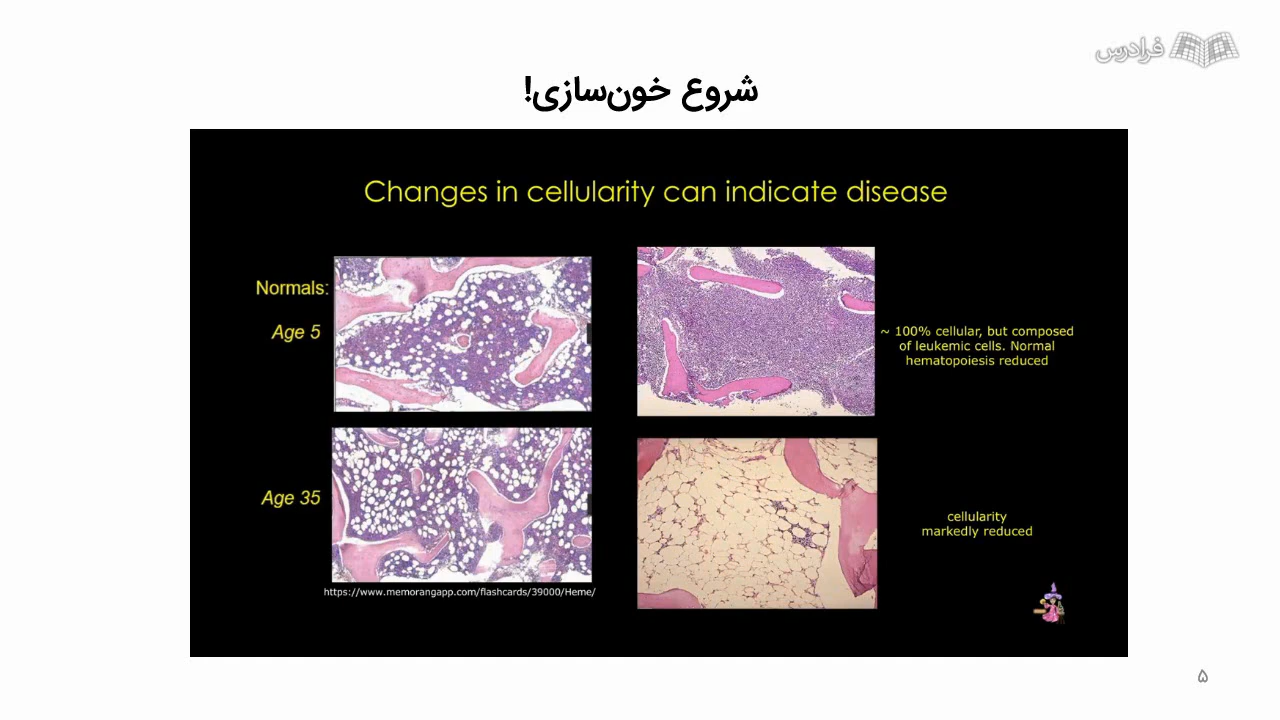 فرادرس
شروع خون‌سازی!
Changes in cellularity can indicate disease
Normals:
Age 5
~ 100% cellular, but composed
of leukemic cells. Normal
hematopoiesis reduced
Age 35
cellularity
markedly reduced
https://www.memorangapp.com/flashcards/39000/Heme/
۵